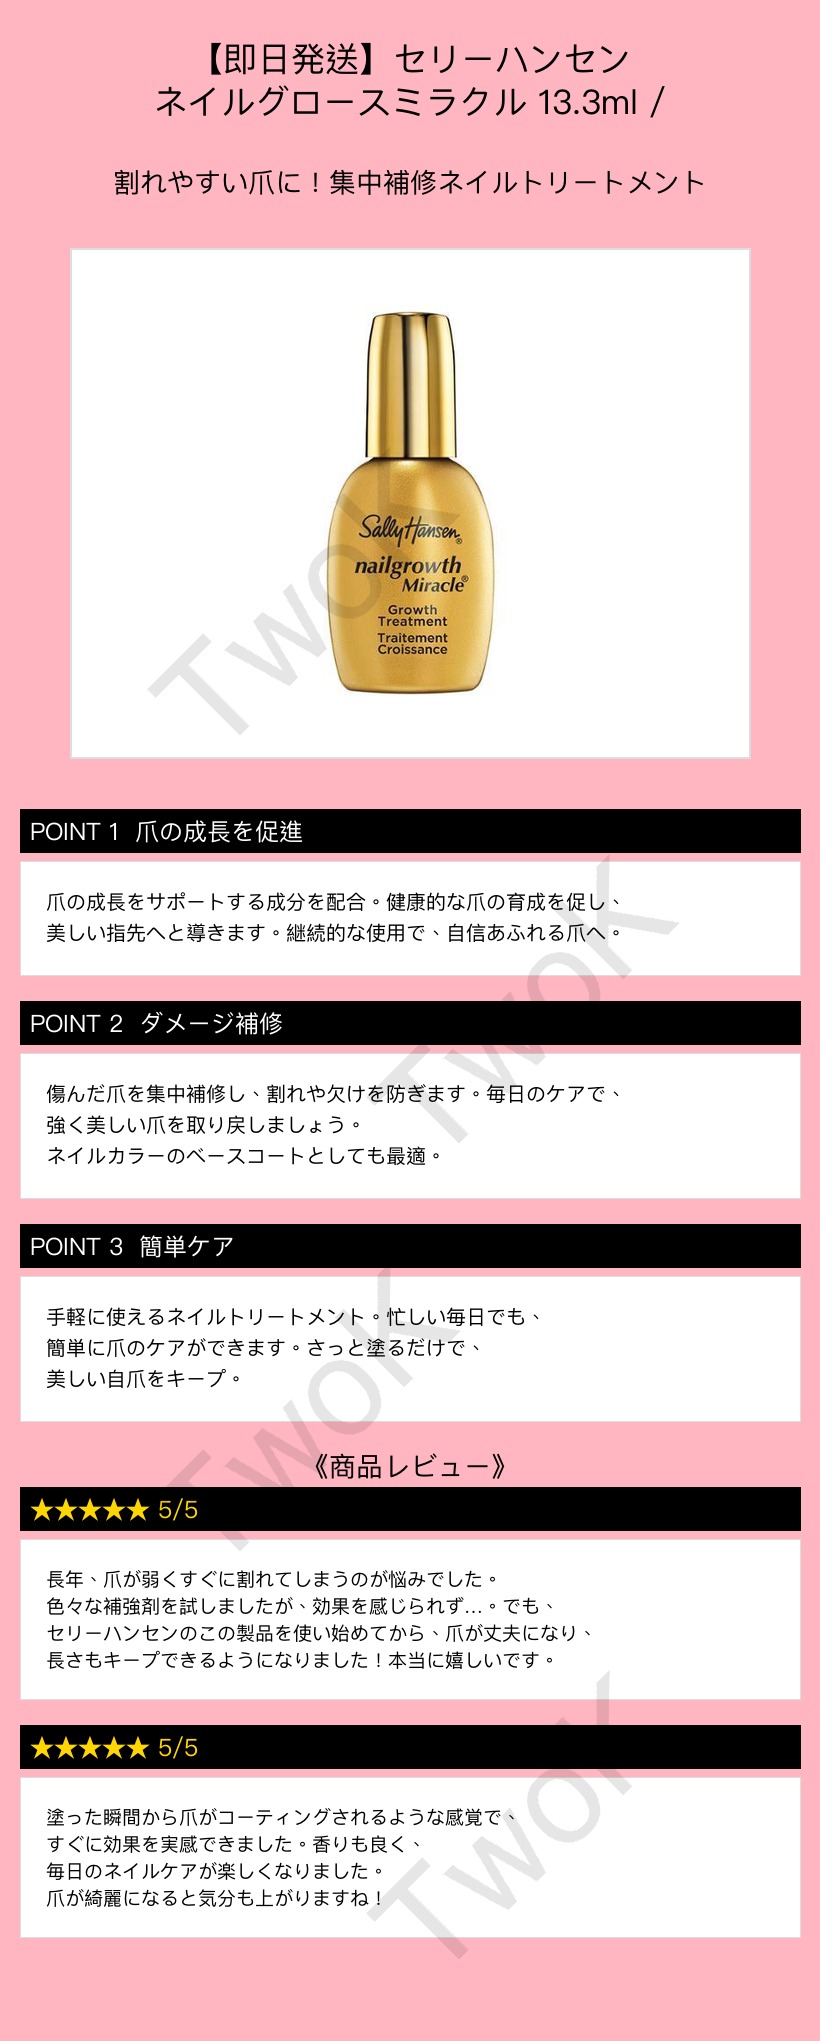 【即日発送】セリーハンセン
ネイルグロースミラクル 13.3ml /
割れやすい爪に！集中補修ネイルトリートメント
Sally Hansen®
nailgrowth
Miracle®
Growth
Treatment
Traitement
Croissance
TwoK
POINT 1 爪の成長を促進
爪の成長をサポートする成分を配合。健康的な爪の育成を促し、
美しい指先へと導きます。継続的な使用で、自信あふれる爪へ。
TwoK
POINT 2 ダメージ補修
傷んだ爪を集中補修し、割れや欠けを防ぎます。毎日のケアで、
強く美しい爪を取り戻しましょう。
ネイルカラーのベースコートとしても最適。
POINT 3 簡単ケア
手軽に使えるネイルトリートメント。忙しい毎日でも、
簡単に爪のケアができます。さっと塗るだけで、
美しい自爪をキープ。
TwoK
《商品レビュー》
★★★★★ 5/5
長年、爪が弱くすぐに割れてしまうのが悩みでした。
色々な補強剤を試しましたが、効果を感じられず…。でも、
セリーハンセンのこの製品を使い始めてから、爪が丈夫になり、
長さもキープできるようになりました！本当に嬉しいです。
★★★★★ 5/5
塗った瞬間から爪がコーティングされるような感覚で、
すぐに効果を実感できました。香りも良く、
毎日のネイルケアが楽しくなりました。
爪が綺麗になると気分も上がりますね！
TwoK